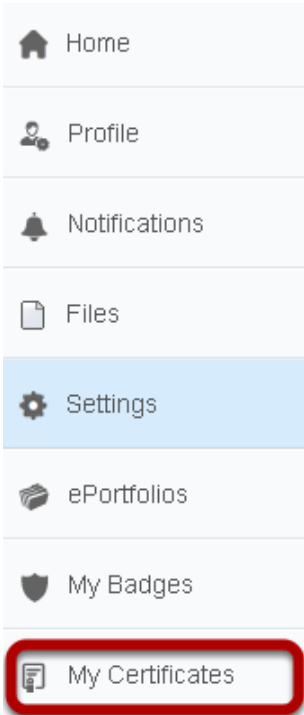 Home
Profile
Notifications
Files
Settings
ePortfolios
My Badges
My Certificates